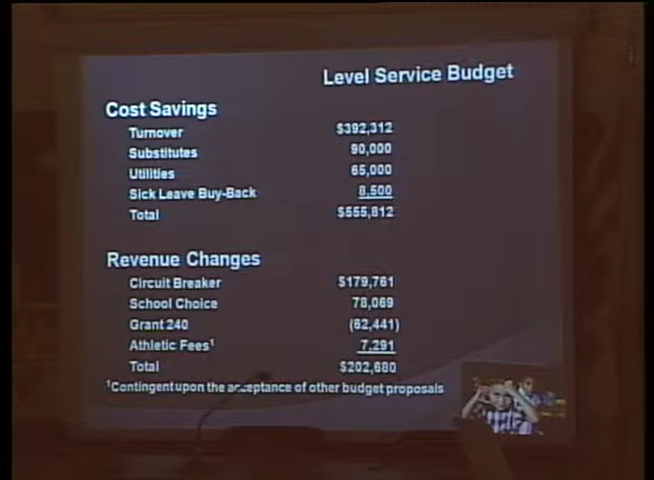 Level Service Budget
Cost Savings
Turnover $392,312
Substitutes 90,000
Utilities 65,000
Sick Leave Buy-Back 8,500
Total $555,812
Revenue Changes
Circuit Breaker $179,761
School Choice 78,069
Grant 240 (62,441)
Athletic Fees¹ 7,291
Total $202,680
¹Contingent upon the acceptance of other budget proposals